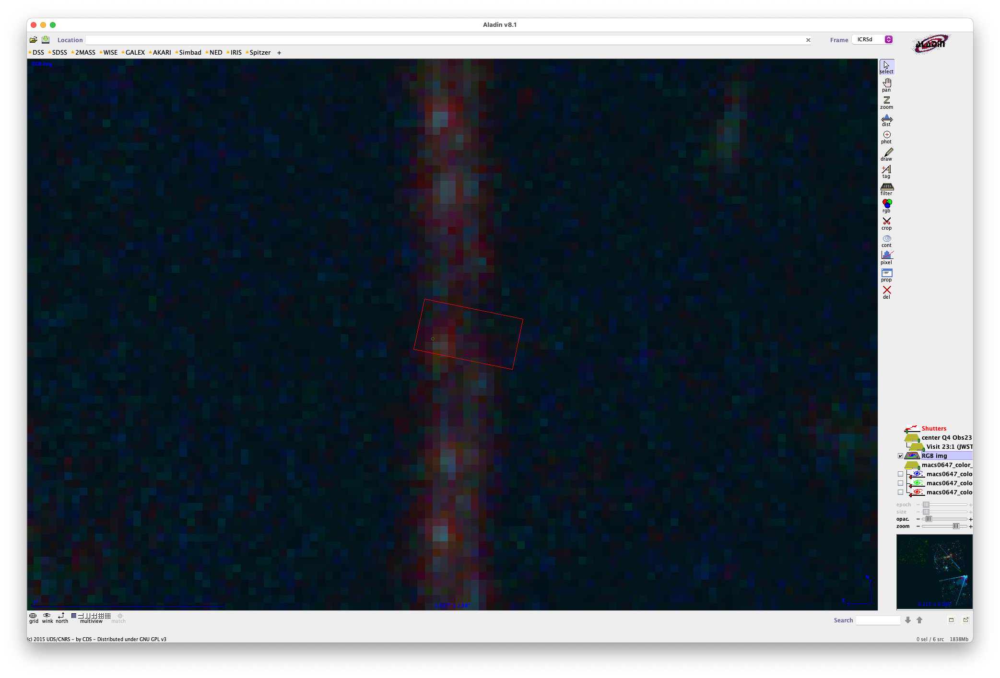 Aladin v8.1
Location
Frame ICRSd
ALADIN
DSS SDSS 2MASS WISE GALEX AKARI Simbad NED IRIS Spitzer +
RGB img
select
pan
zoom
dist
phot
draw
tag
filter
rgb
crop
cont
pixel
prop
del
Shutters
center Q4 Obs23
Visit 23:1 (JWST
RGB img
macs0647_color_
macs0647_colo
macs0647_colo
macs0647_colo
epoch - +
size - +
opac. - +
zoom - +
N
E
grid wink north multiview match
Search
(c) 2015 UDS/CNRS - by CDS - Distributed under GNU GPL v3
0 sel / 6 src 1838Mb